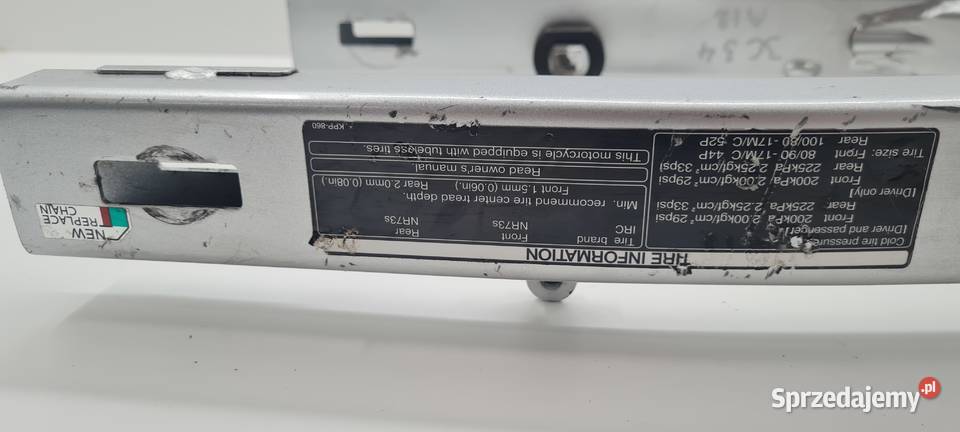 TIRE INFORMATION
Cold tire pressures:
[Driver and passenger]
Front 200kPa 2.00kgf/cm² 29psi
Rear 225kPa 2.25kgf/cm² 33psi
[Driver only]
Front 200kPa 2.00kgf/cm² 29psi
Rear 225kPa 2.25kgf/cm² 33psi
Tire size: Front 80/90 -17M/C 44P
Rear 100/80 -17M/C 52P
Tire brand Front Rear
IRC NR73s NR73s
Min. recommend tire center tread depth.
Front 1.5mm (0.06in.) Rear 2.0mm (0.08in.)
Read owner's manual.
This motorcycle is equipped with tubeless tires.
* KPP-860
NEW
REPLACE
CHAIN
JC34
Sprzedajemy.pl